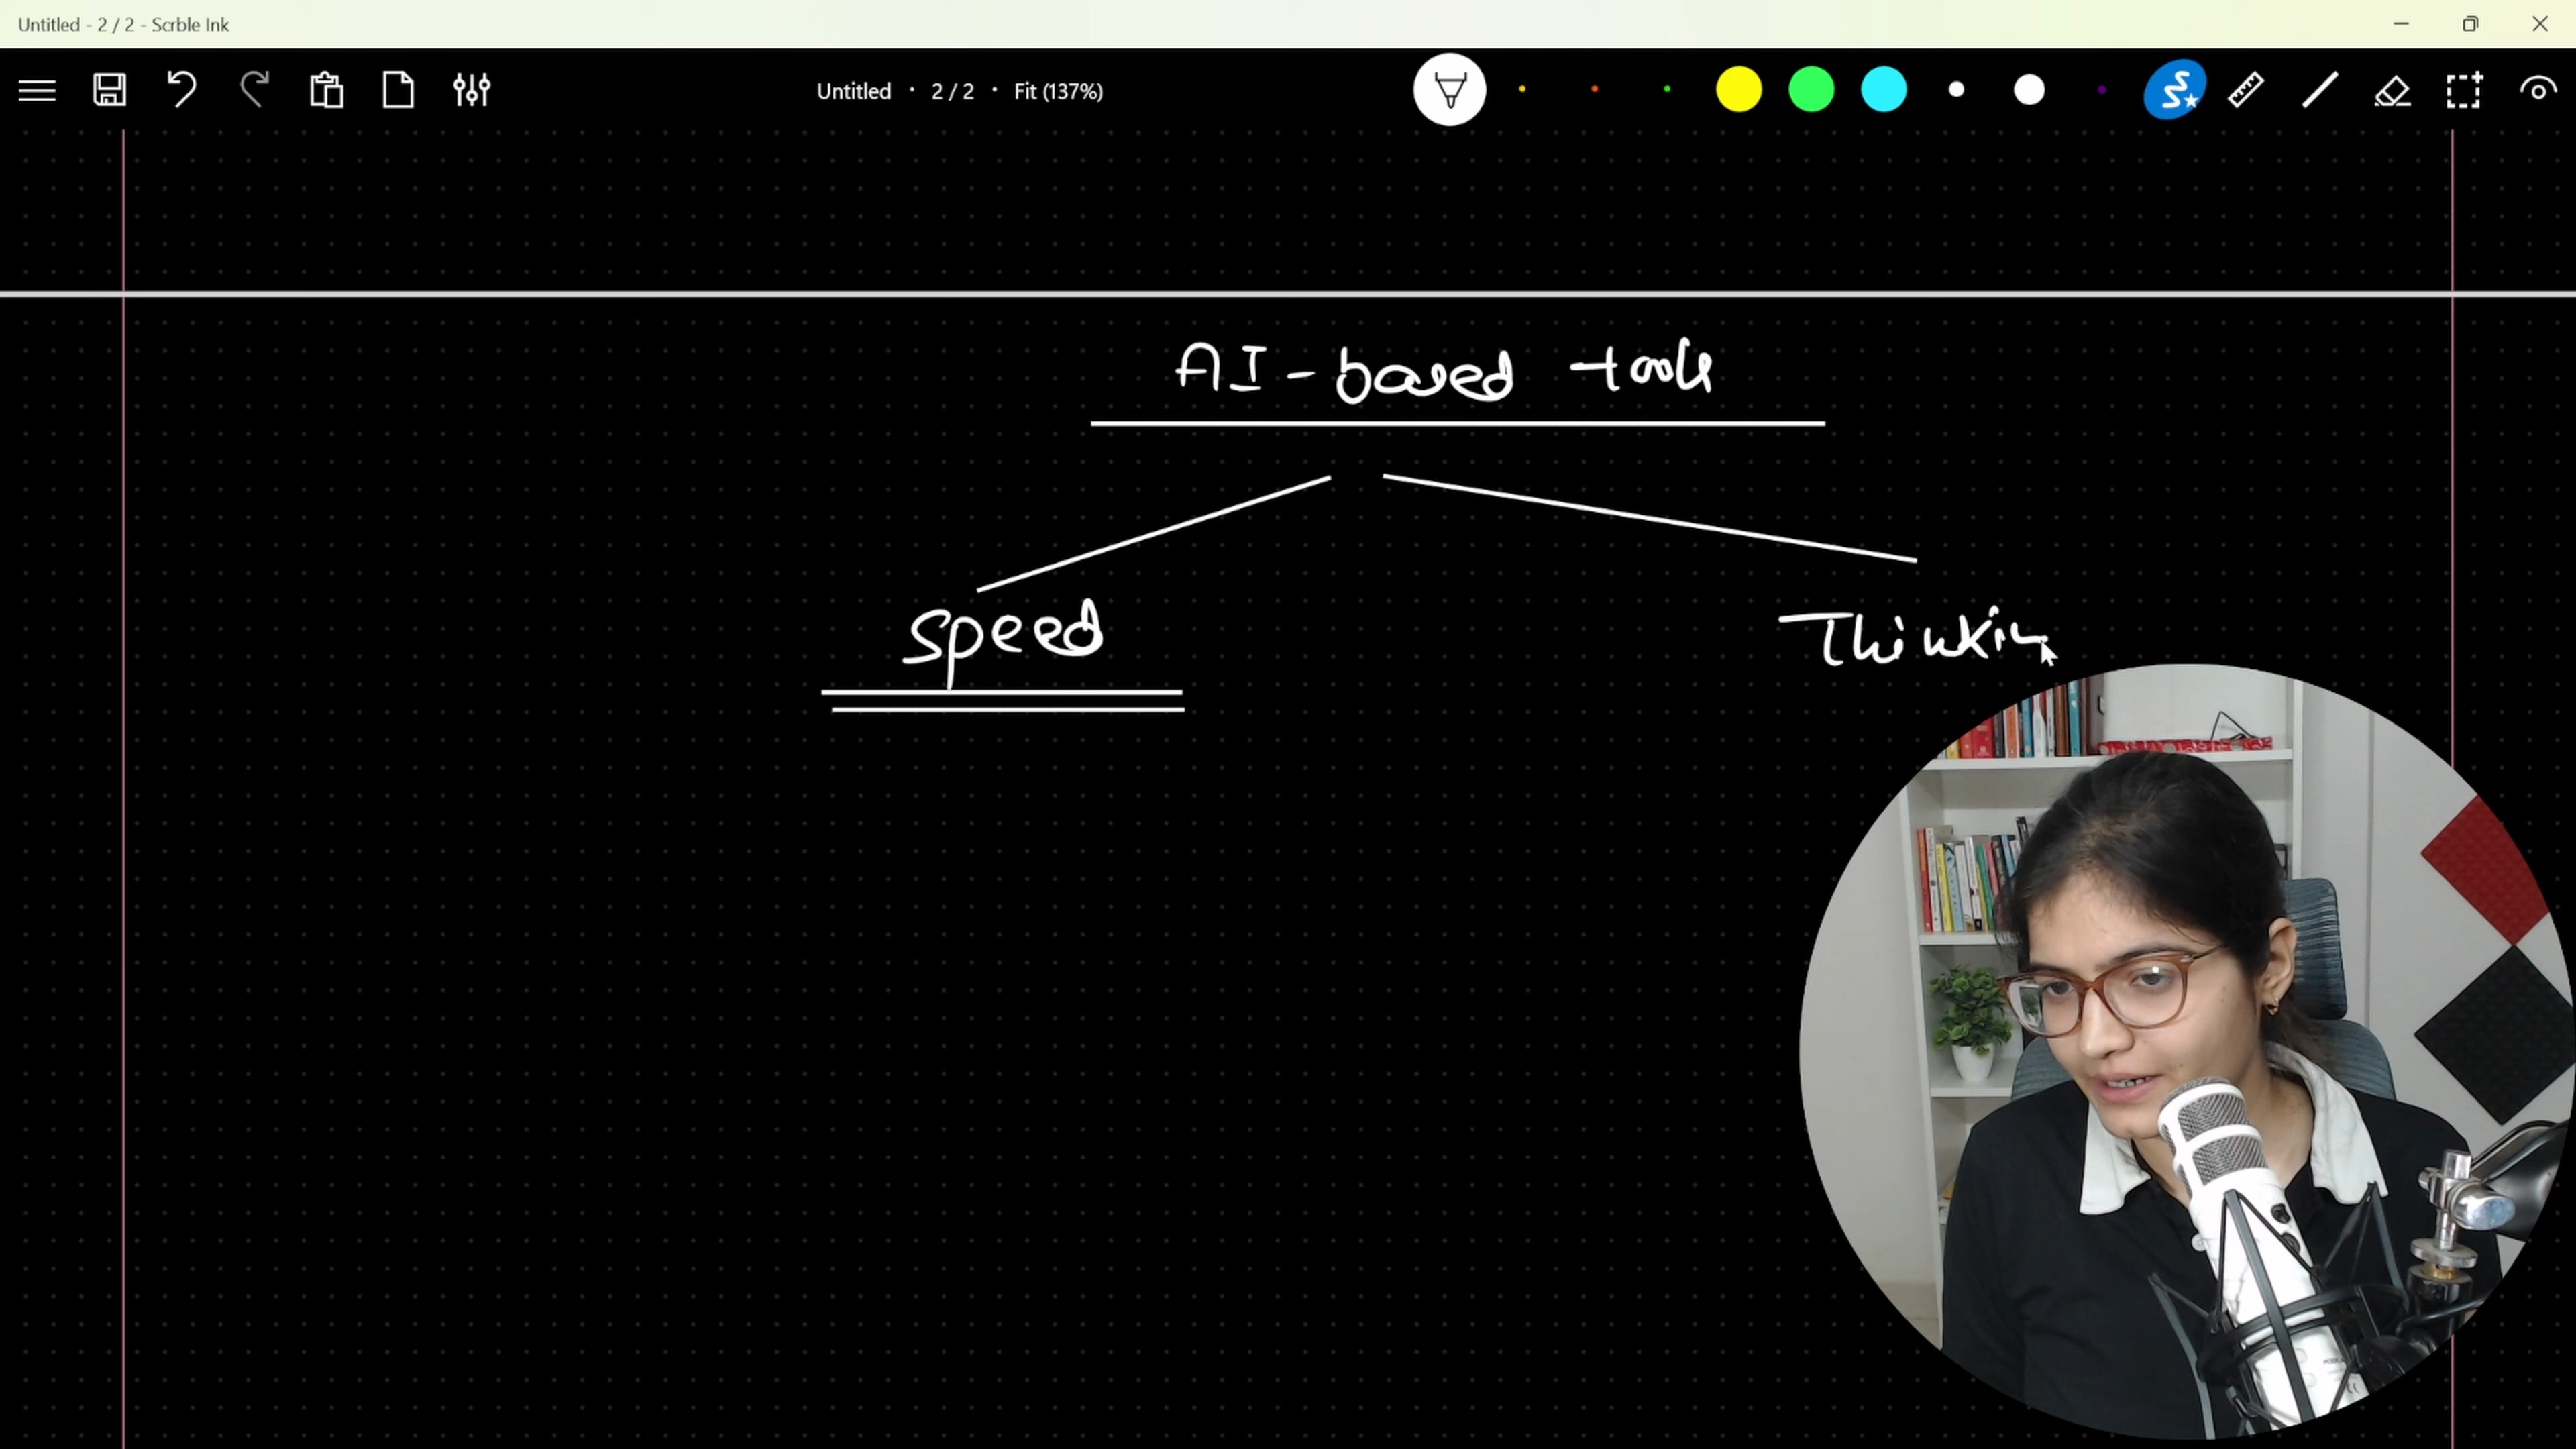 Untitled - 2 / 2 - Scrble Ink
Untitled • 2 / 2 • Fit (137%)
AI-based tools
Speed
Thinkin